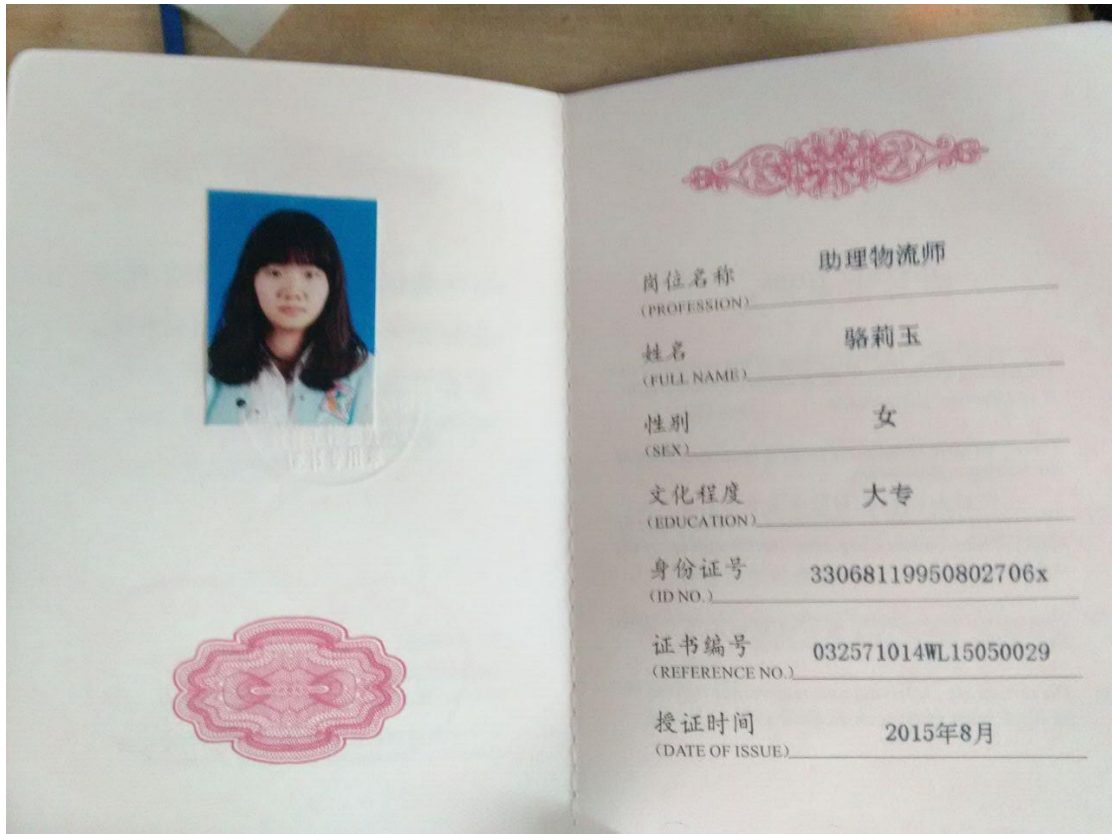 助理物流师
岗位名称
(PROFESSION)
骆莉玉
姓名
(FULL NAME)
女
性别
(SEX)
文化程度 大专
(EDUCATION)
身份证号 33068119950802706x
(ID NO.)
证书编号 032571014WL15050029
(REFERENCE NO.)
授证时间 2015年8月
(DATE OF ISSUE)